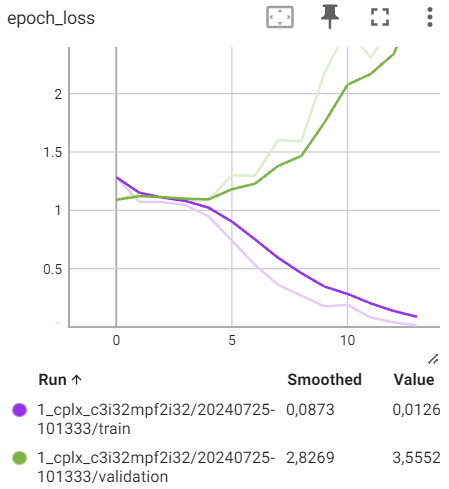 epoch_loss
2
1.5
1
0.5
0 5 10
Run ↑ Smoothed Value
1_cplx_c3i32mpf2i32/20240725- 0,0873 0,0126
101333/train
1_cplx_c3i32mpf2i32/20240725- 2,8269 3,5552
101333/validation